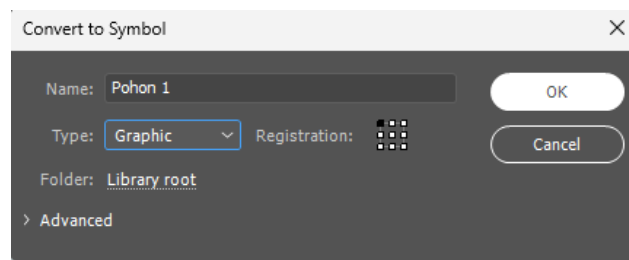 Convert to Symbol
Name: Pohon 1
OK
Type: Graphic Registration:
Cancel
Folder: Library root
Advanced